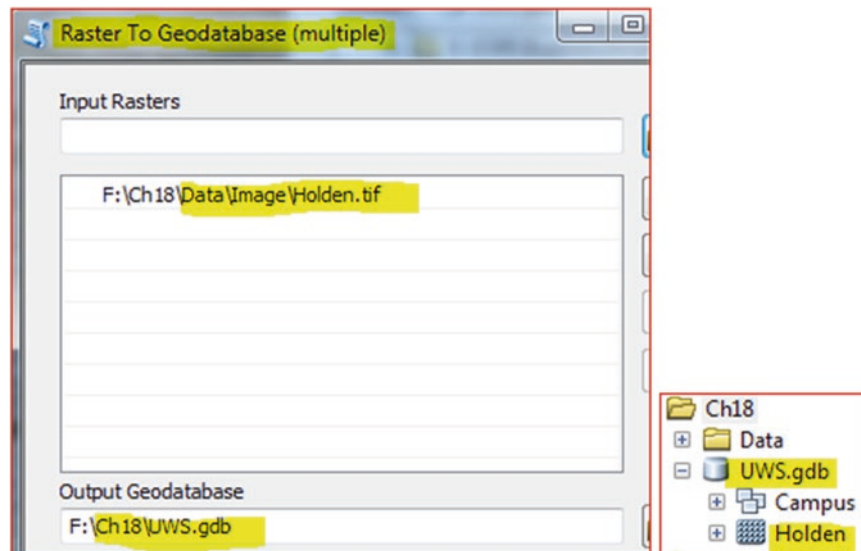 Raster To Geodatabase (multiple)
Input Rasters
F:\Ch18\Data\Image\Holden.tif
Output Geodatabase
F:\Ch18\UWS.gdb
Ch18
Data
UWS.gdb
Campus
Holden